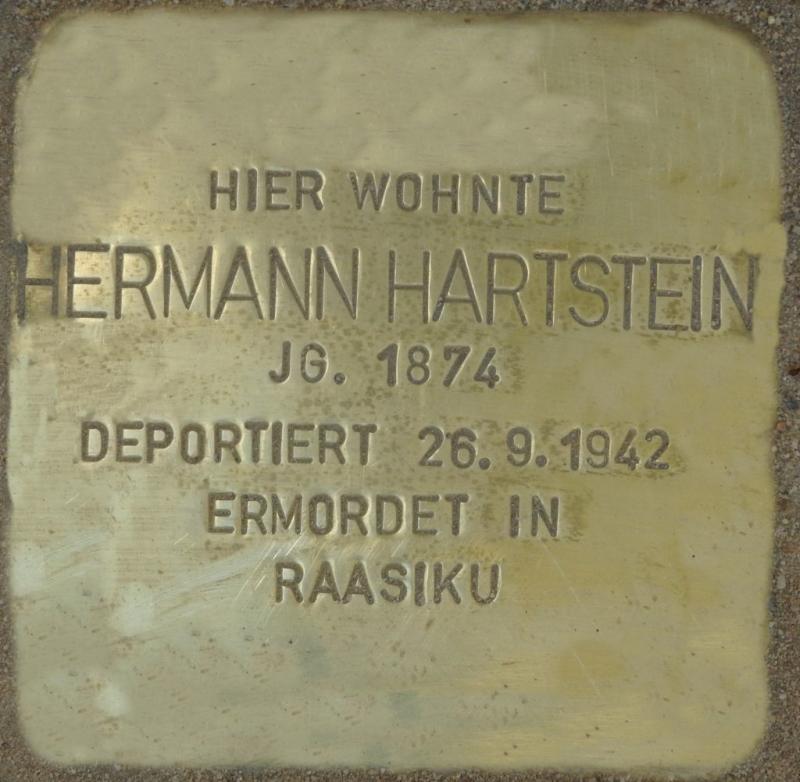 HIER WOHNTE
HERMANN HARTSTEIN
JG. 1874
DEPORTIERT 26.9.1942
ERMORDET IN
RAASIKU